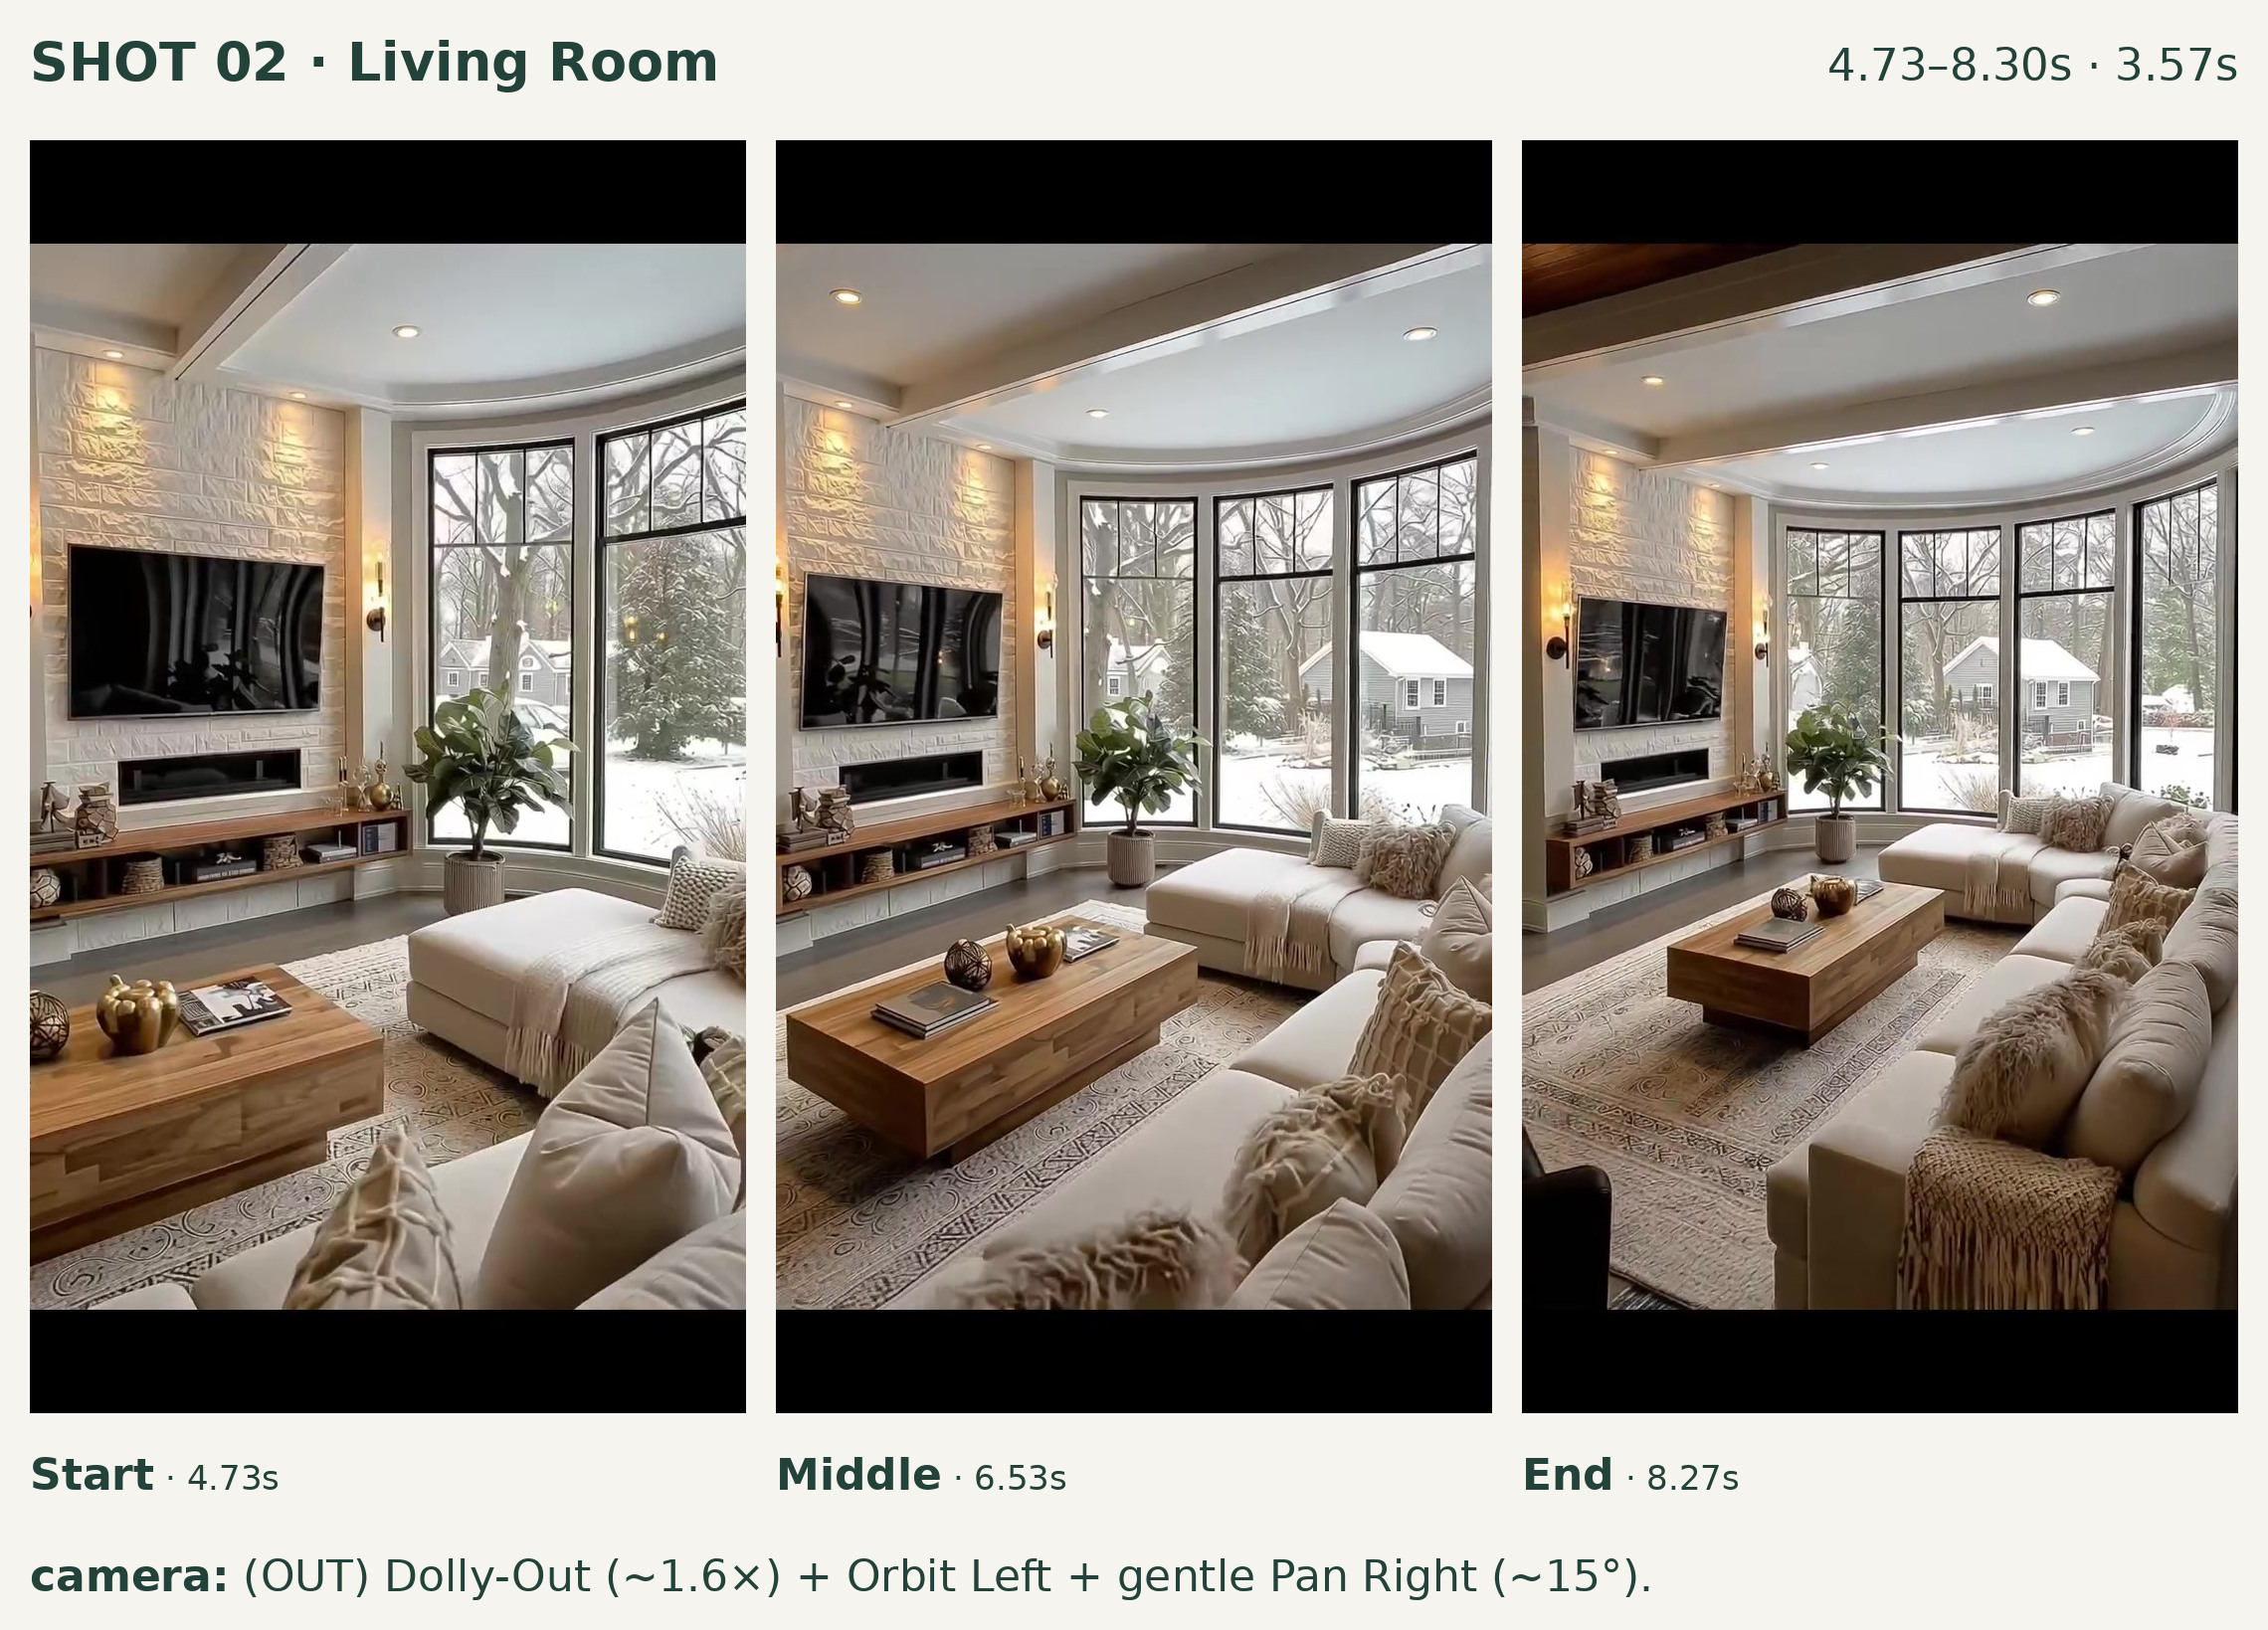 SHOT 02 · Living Room
4.73–8.30s · 3.57s
Start · 4.73s
Middle · 6.53s
End · 8.27s
camera: (OUT) Dolly-Out (~1.6×) + Orbit Left + gentle Pan Right (~15°).